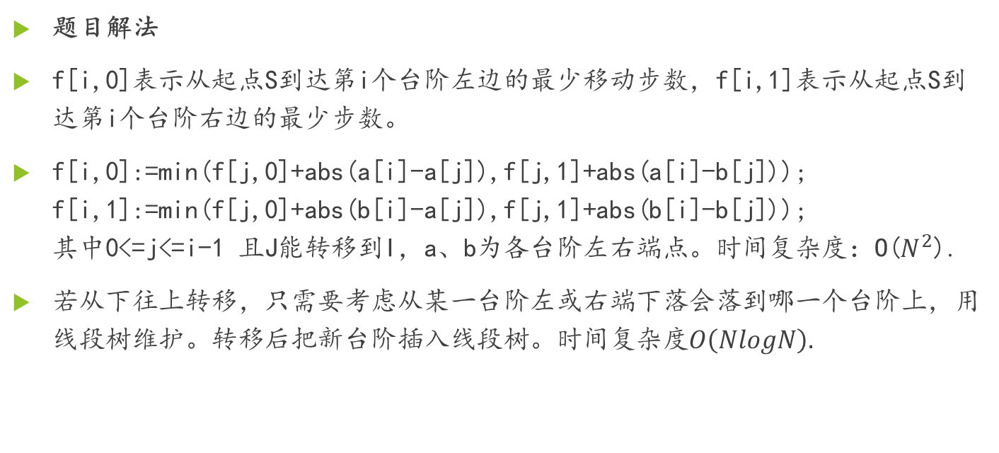 题目解法
f[i,0]表示从起点S到达第i个台阶左边的最少移动步数，f[i,1]表示从起点S到
达第i个台阶右边的最少步数。
f[i,0]:=min(f[j,0]+abs(a[i]-a[j]),f[j,1]+abs(a[i]-b[j]));
f[i,1]:=min(f[j,0]+abs(b[i]-a[j]),f[j,1]+abs(b[i]-b[j]));
其中0<=j<=i-1 且J能转移到I，a、b为各台阶左右端点。时间复杂度：O(N²).
若从下往上转移，只需要考虑从某一台阶左或右端下落会落到哪一个台阶上，用
线段树维护。转移后把新台阶插入线段树。时间复杂度O(NlogN).